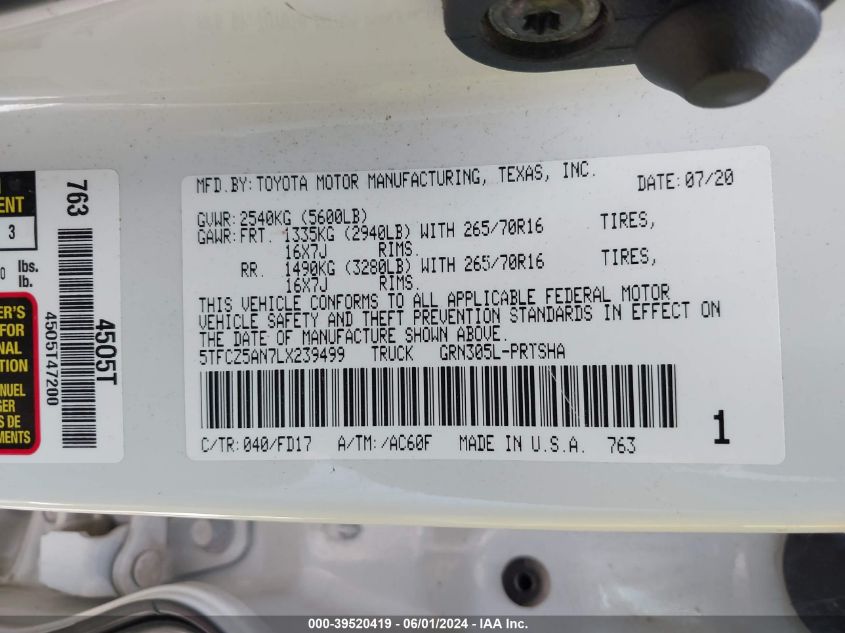 MFD.BY: TOYOTA MOTOR MANUFACTURING, TEXAS, INC. DATE: 07/20
GVWR: 2540KG (5600LB)
GAWR: FRT. 1335KG (2940LB) WITH 265/70R16 TIRES,
16X7J RIMS.
RR. 1490KG (3280LB) WITH 265/70R16 TIRES,
16X7J RIMS.
THIS VEHICLE CONFORMS TO ALL APPLICABLE FEDERAL MOTOR
VEHICLE SAFETY AND THEFT PREVENTION STANDARDS IN EFFECT ON
THE DATE OF MANUFACTURE SHOWN ABOVE.
5TFCZ5AN7LX239499 TRUCK GRN305L-PRTSHA
C/TR: 040/FD17 A/TM: /AC60F MADE IN U.S.A. 763
1
763
4505T
4505T47200
3
lbs.
lb.
FOR
000-39520419 - 06/01/2024 - IAA Inc.